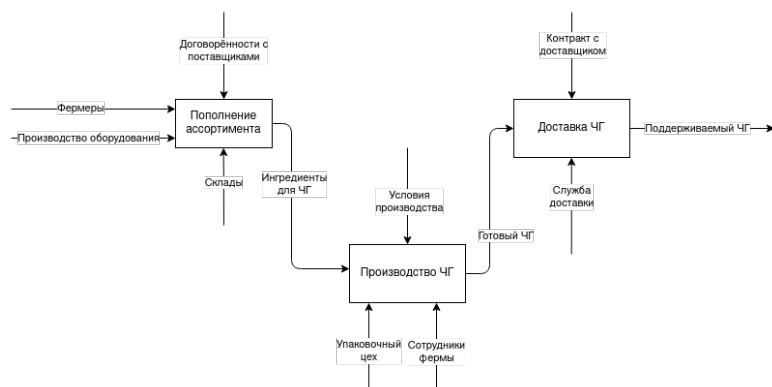 Договорённости с
поставщиками
Контракт с
доставщиком
Фермеры
Пополнение
ассортимента
Производство оборудования
Доставка ЧГ
Поддерживаемый ЧГ
Склады
Ингредиенты
для ЧГ
Условия
производства
Служба
доставки
Готовый ЧГ
Производство ЧГ
Упаковочный
цех
Сотрудники
фермы